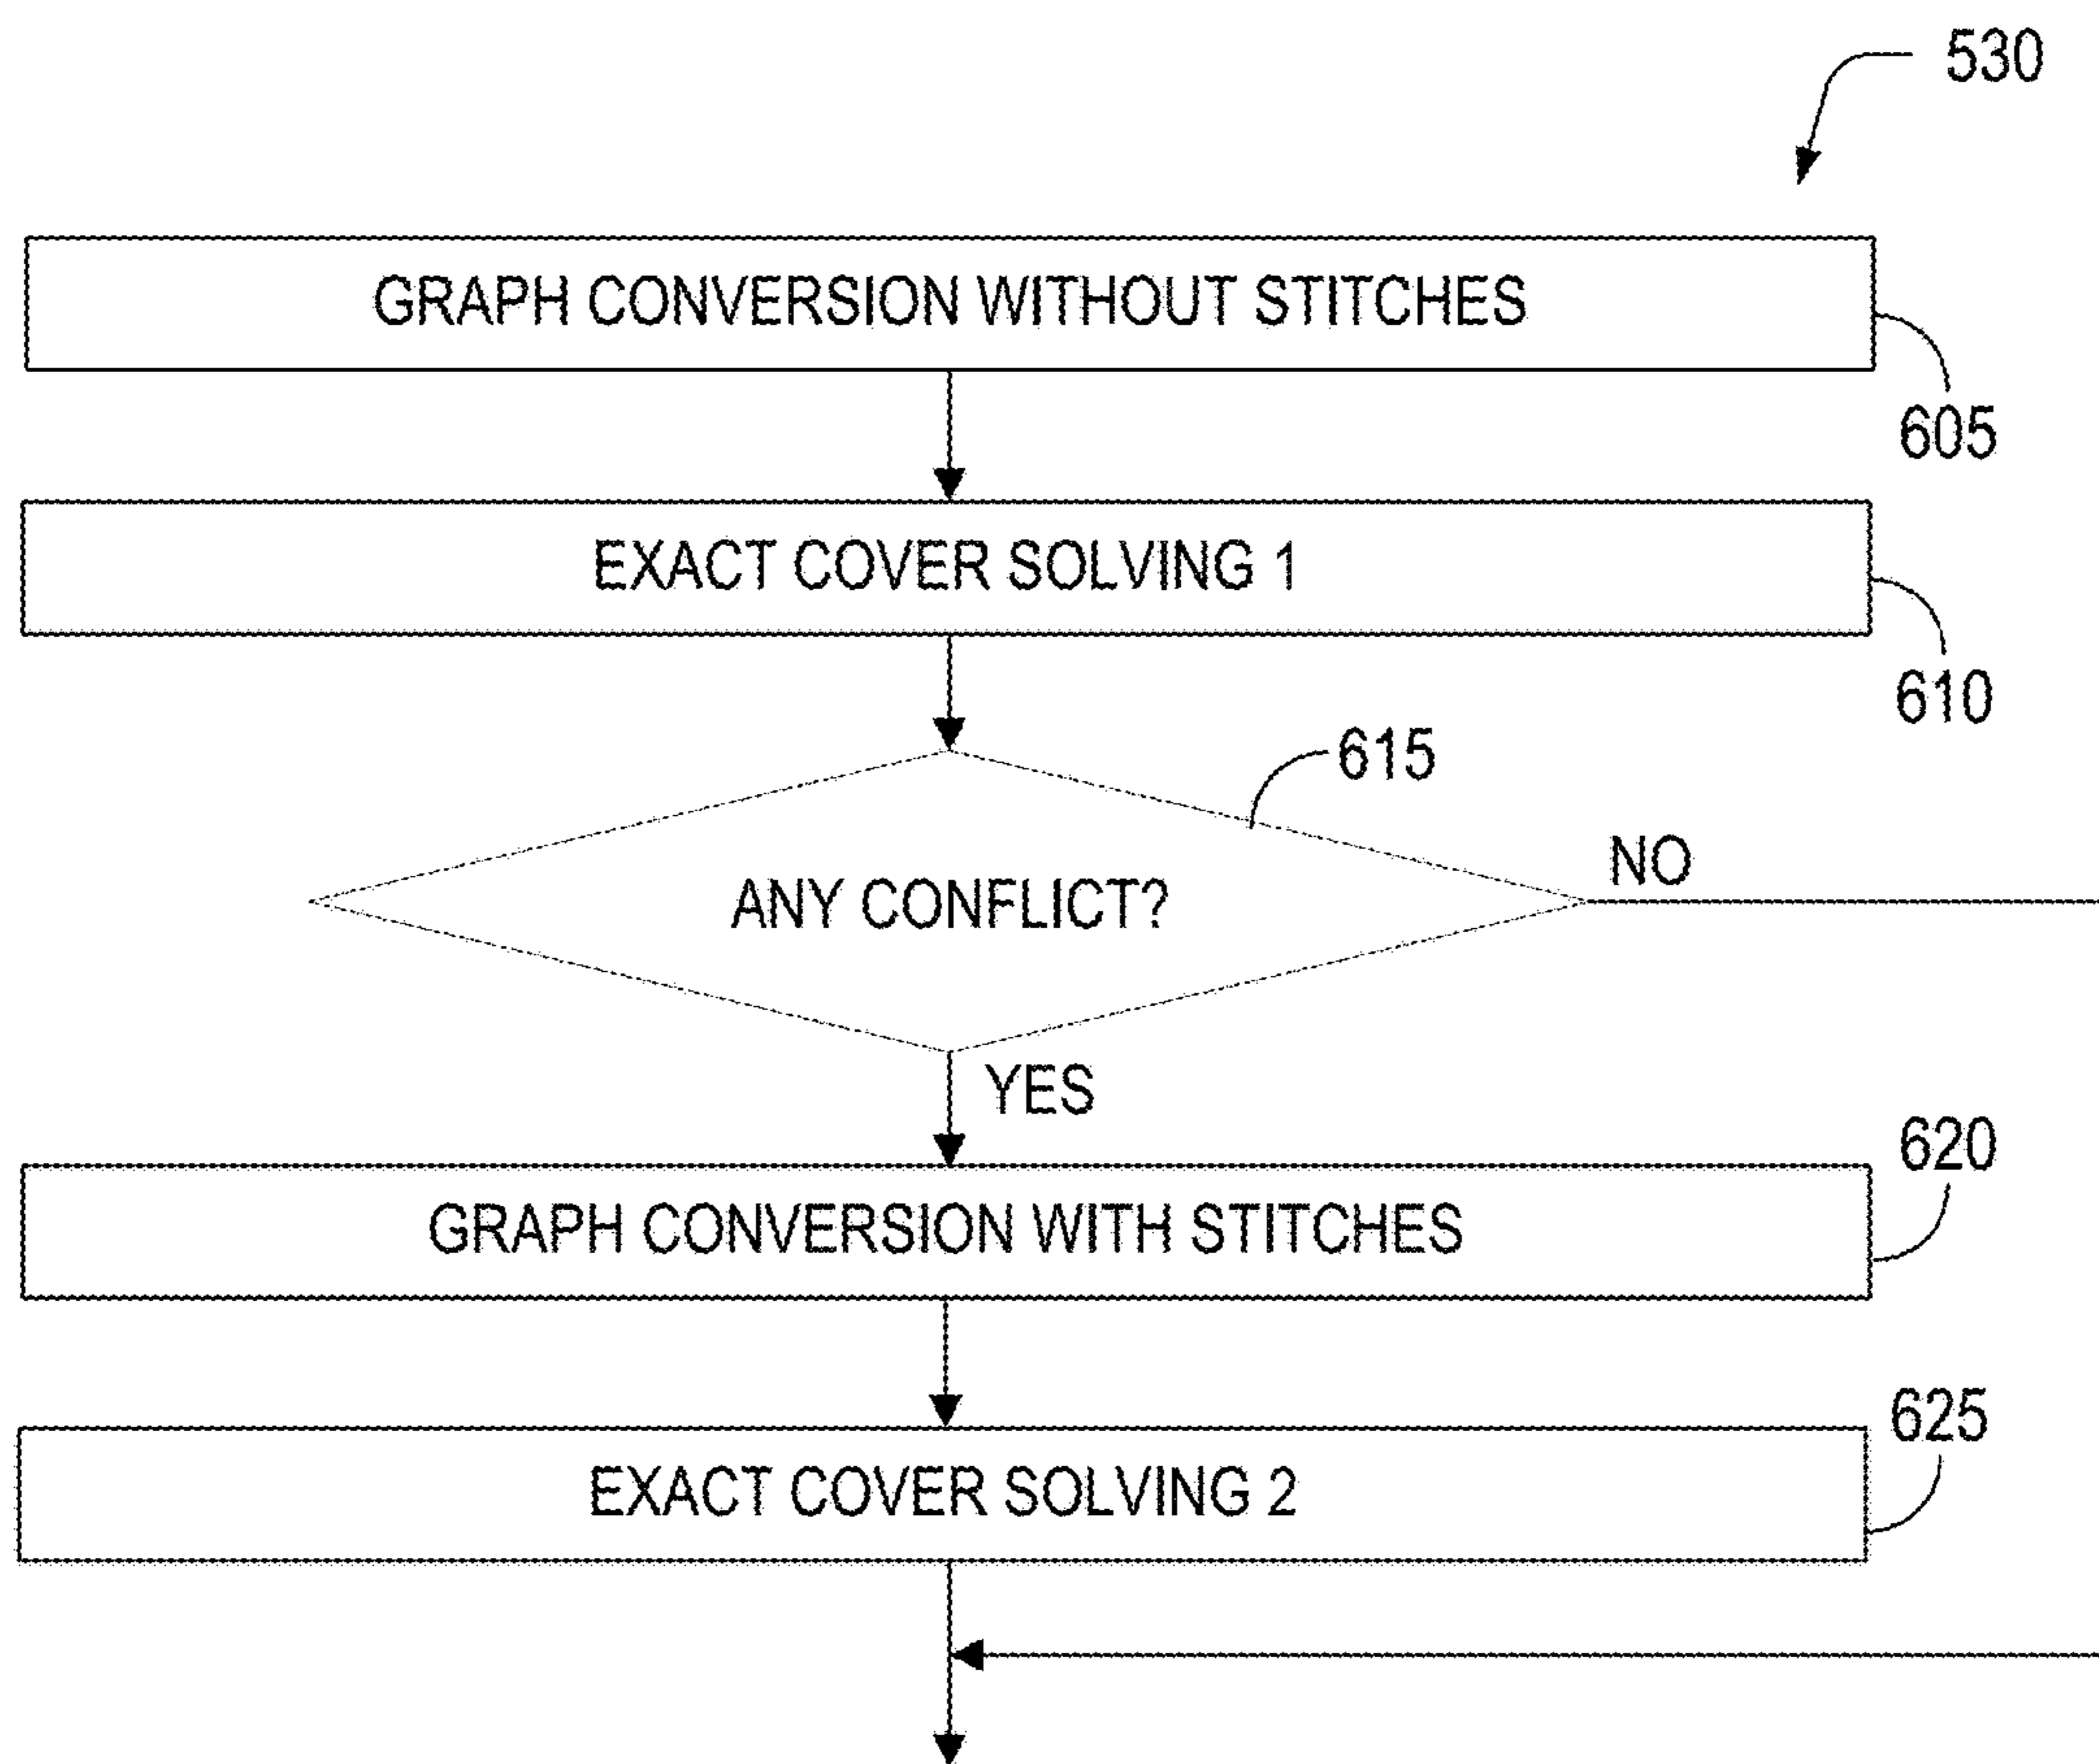 530
GRAPH CONVERSION WITHOUT STITCHES
605
EXACT COVER SOLVING 1
610
615
ANY CONFLICT?
NO
YES
620
GRAPH CONVERSION WITH STITCHES
625
EXACT COVER SOLVING 2